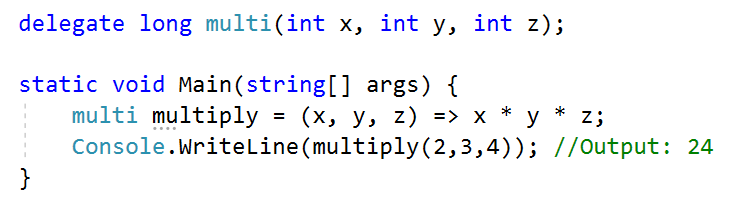 delegate long multi(int x, int y, int z);
static void Main(string[] args) {
multi multiply = (x, y, z) => x * y * z;
Console.WriteLine(multiply(2,3,4)); //Output: 24
}